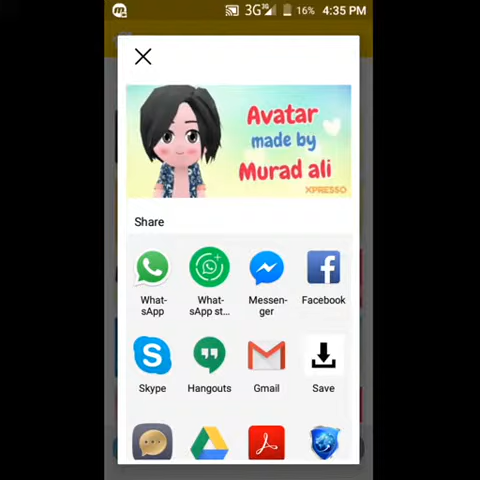 3G 3G 16% 4:35 PM
Avatar
made by
Murad ali
XPRESSO
Share
What-
sApp
What-
sApp st...
Messen-
ger
Facebook
Skype
Hangouts
Gmail
Save